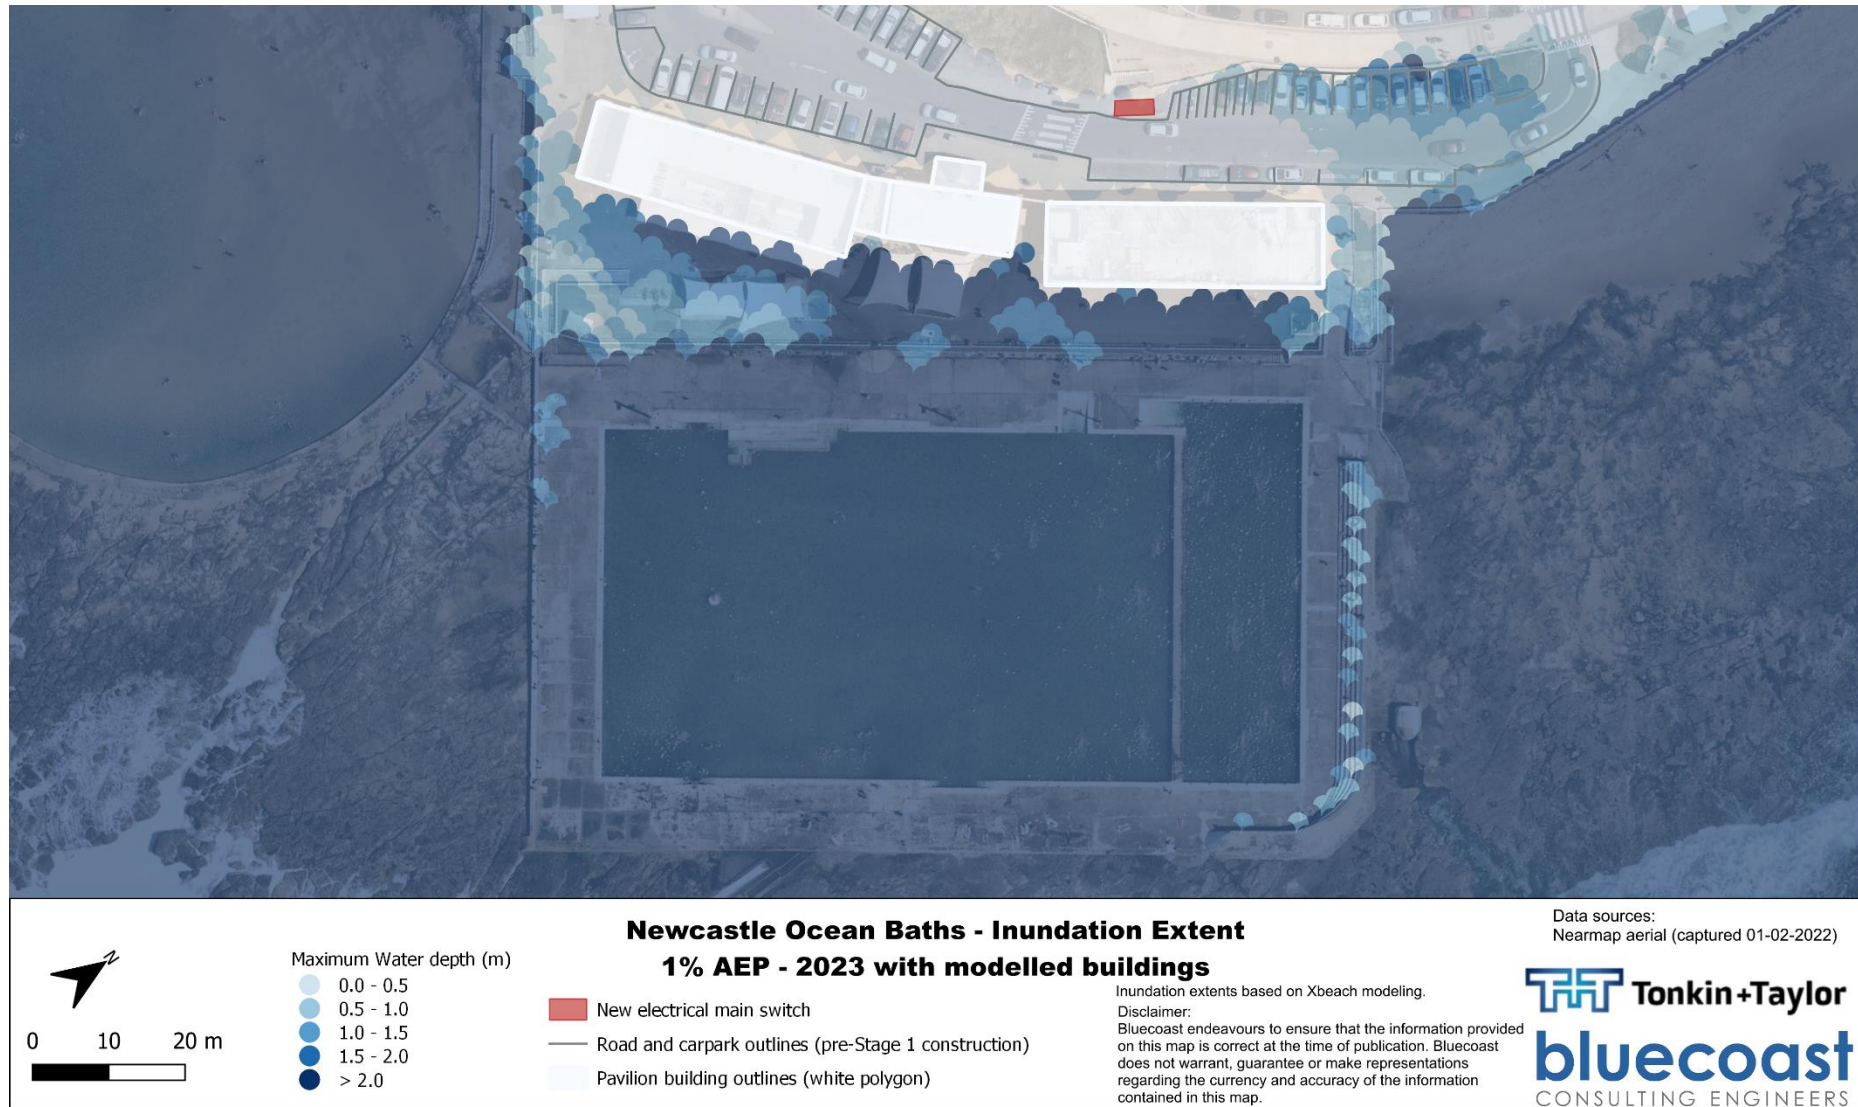 Newcastle Ocean Baths - Inundation Extent
1% AEP - 2023 with modelled buildings
N
0 10 20 m
Maximum Water depth (m)
0.0 - 0.5
0.5 - 1.0
1.0 - 1.5
1.5 - 2.0
> 2.0
New electrical main switch
Road and carpark outlines (pre-Stage 1 construction)
Pavilion building outlines (white polygon)
Inundation extents based on Xbeach modeling.
Disclaimer:
Bluecoast endeavours to ensure that the information provided
on this map is correct at the time of publication. Bluecoast
does not warrant, guarantee or make representations
regarding the currency and accuracy of the information
contained in this map.
Data sources:
Nearmap aerial (captured 01-02-2022)
Tonkin+Taylor
bluecoast
CONSULTING ENGINEERS